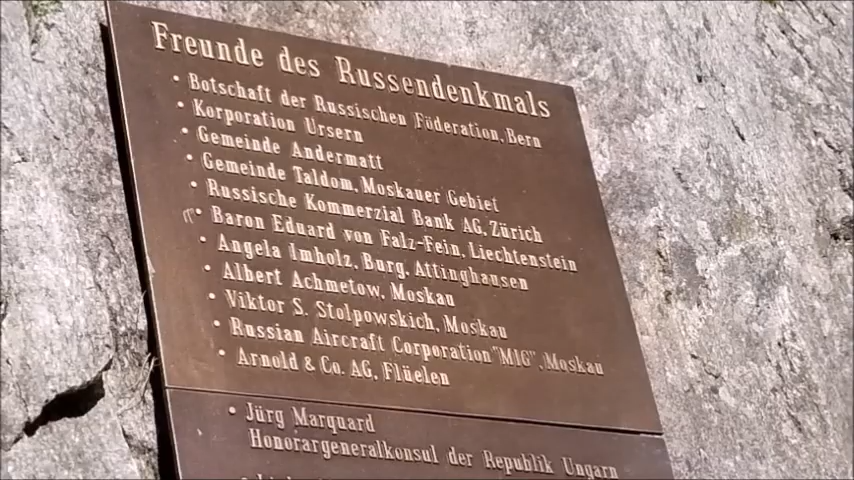 Freunde des Russendenkmals
• Botschaft der Russischen Föderation, Bern
• Korporation Ursern
• Gemeinde Andermatt
• Gemeinde Taldom, Moskauer Gebiet
• Russische Kommerzial Bank AG, Zürich
• Baron Eduard von Falz-Fein, Liechtenstein
• Angela Imholz, Burg Attinghausen
• Albert Achmetow, Moskau
• Viktor S. Stolpowskich, Moskau
• Russian Aircraft Corporation "MIG", Moskau
• Arnold & Co. AG, Flüelen
• Jürg Marquard
Honorargeneralkonsul der Republik Ungarn